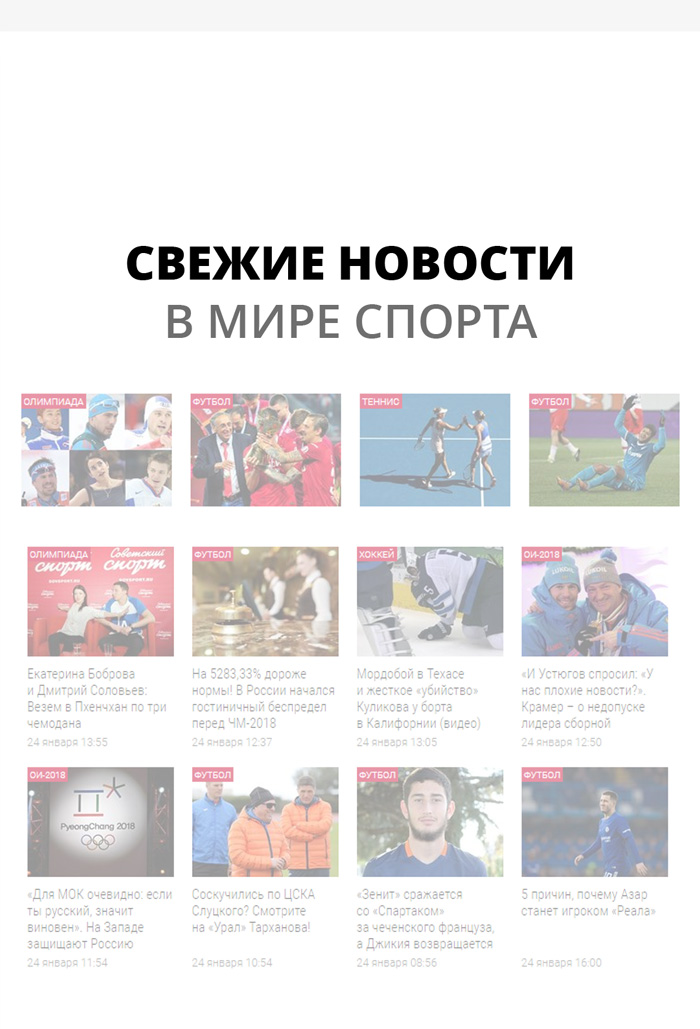 СВЕЖИЕ НОВОСТИ
В МИРЕ СПОРТА
ОЛИМПИАДА
ФУТБОЛ
ТЕННИС
ФУТБОЛ
ОЛИМПИАДА
Советский
спорт
спорт
ФУТБОЛ
ХОККЕЙ
ОИ-2018
Екатерина Боброва
и Дмитрий Соловьев:
Везем в Пхенчхан по три
чемодана
24 января 13:55
На 5283,33% дороже
нормы! В России начался
гостиничный беспредел
перед ЧМ-2018
24 января 12:37
Мордобой в Техасе
и жесткое «убийство»
Куликова у борта
в Калифорнии (видео)
24 января 13:05
«И Устюгов спросил: «У
нас плохие новости?».
Крамер – о недопуске
лидера сборной
24 января 12:50
ОИ-2018
PyeongChang 2018
ФУТБОЛ
ФУТБОЛ
ФУТБОЛ
«Для МОК очевидно: если
ты русский, значит
виновен». На Западе
защищают Россию
24 января 11:54
Соскучились по ЦСКА
Слуцкого? Смотрите
на «Урал» Тарханова!
24 января 10:54
«Зенит» сражается
со «Спартаком»
за чеченского француза,
а Джикия возвращается
24 января 08:56
5 причин, почему Азар
станет игроком «Реала»
24 января 16:00